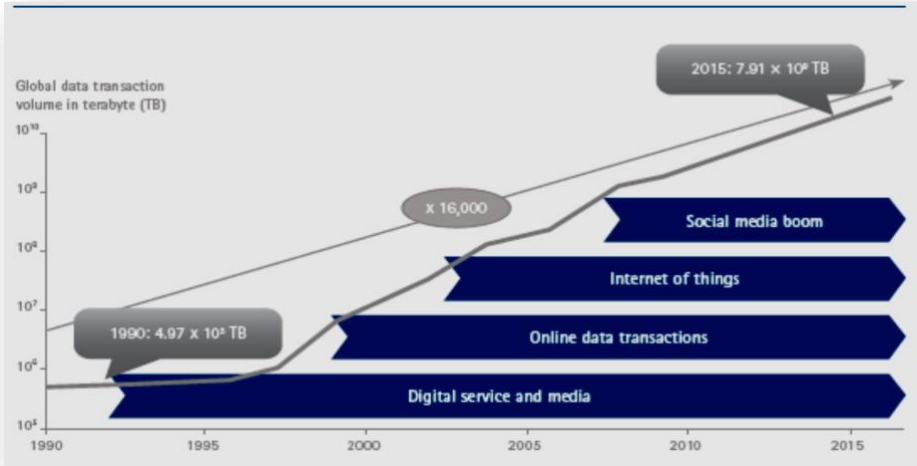 Global data transaction
volume in terabyte (TB)
2015: 7.91 × 10⁹ TB
10¹⁰
10⁹
x 16,000
Social media boom
10⁸
Internet of things
10⁷
1990: 4.97 x 10⁵ TB
Online data transactions
10⁶
Digital service and media
10⁵
1990
1995
2000
2005
2010
2015